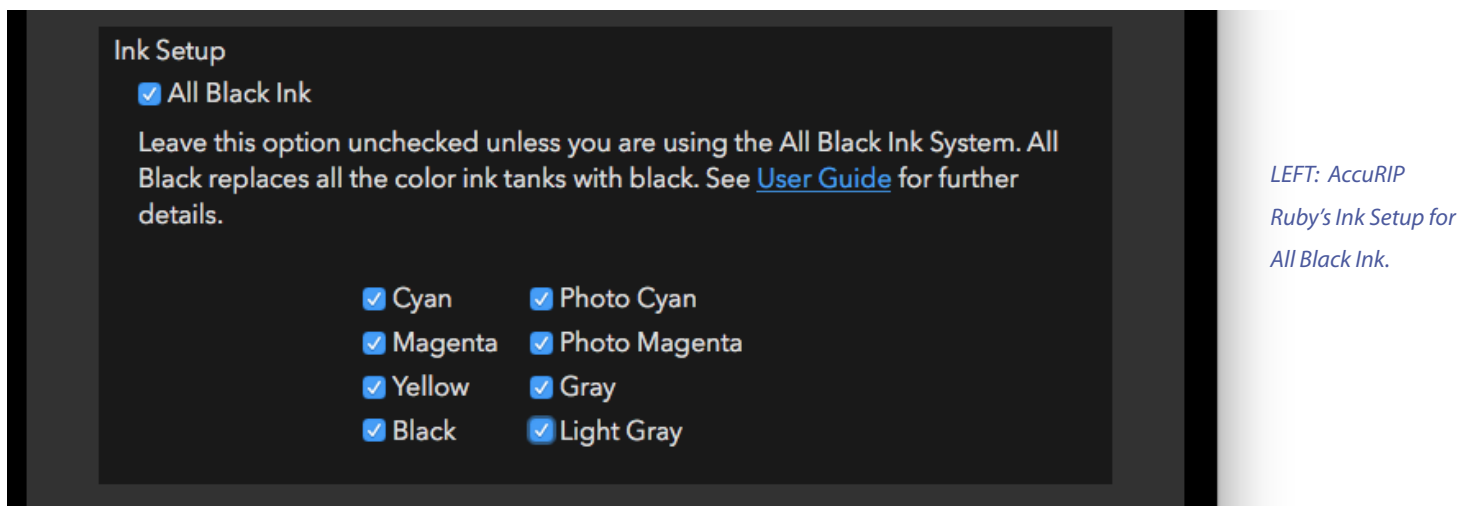 Ink Setup
All Black Ink
Leave this option unchecked unless you are using the All Black Ink System. All
Black replaces all the color ink tanks with black. See User Guide for further
details.
Cyan
Photo Cyan
Magenta
Photo Magenta
Yellow
Gray
Black
Light Gray
LEFT: AccuRIP
Ruby's Ink Setup for
All Black Ink.